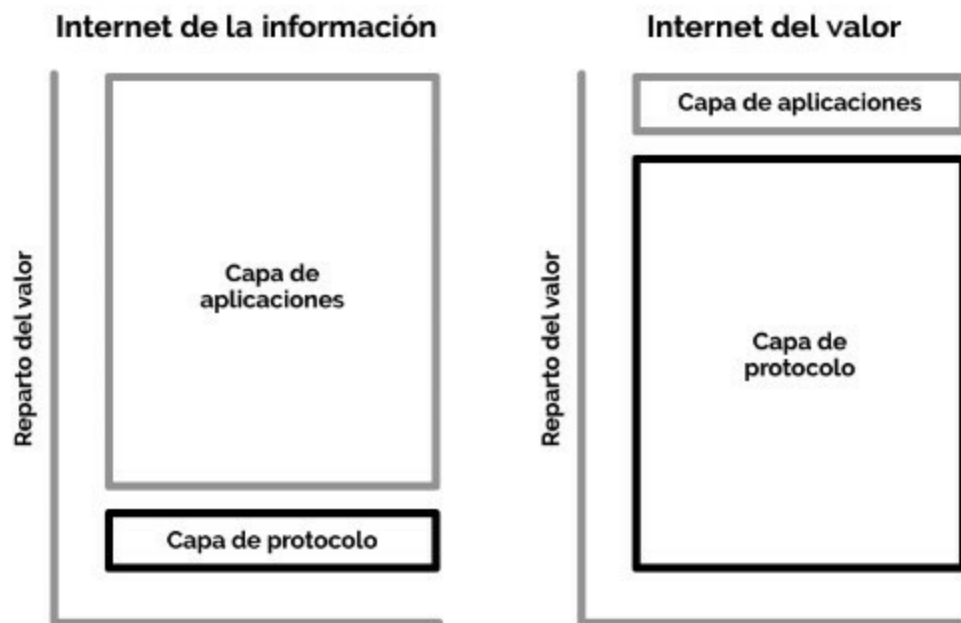 Internet de la información
Reparto del valor
Capa de
aplicaciones
Capa de protocolo
Internet del valor
Reparto del valor
Capa de aplicaciones
Capa de
protocolo